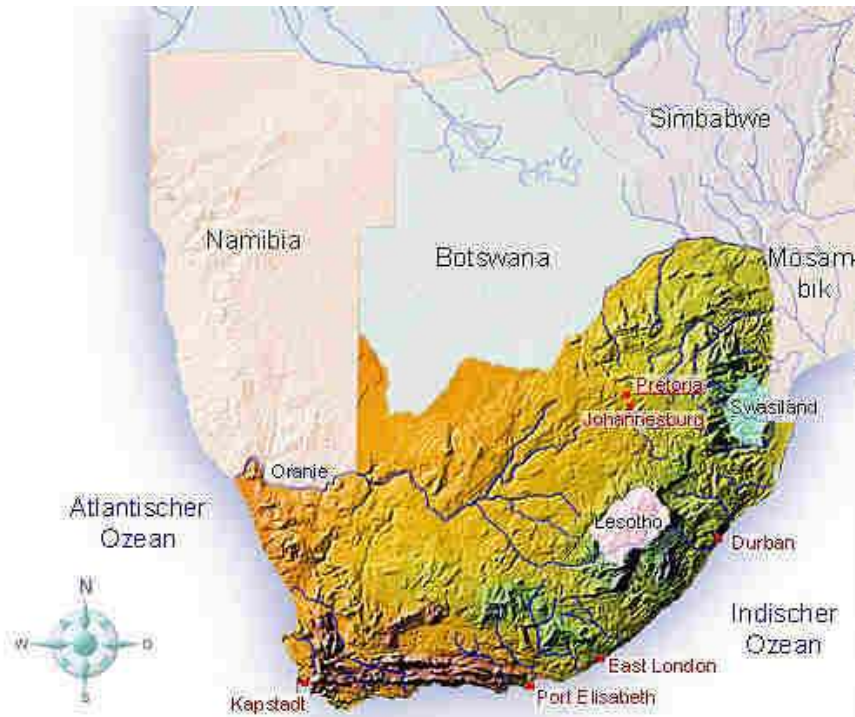 Simbabwe
Namibia
Botswana
Mosam-
bik
Pretoria
Johannesburg
Swasiland
Oranje
Atlantischer
Ozean
Lesotho
Durban
N
W
O
S
Indischer
Ozean
East London
Port Elisabeth
Kapstadt